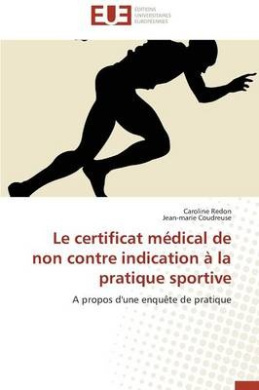 EUE
ÉDITIONS
UNIVERSITAIRES
EUROPÉENNES
Caroline Redon
Jean-marie Coudreuse
Le certificat médical de
non contre indication à la
pratique sportive
A propos d'une enquête de pratique